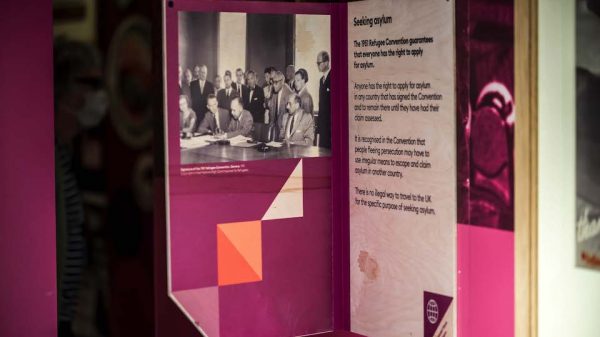 Seeking asylum
The 1951 Refugee Convention guarantees
that everyone has the right to apply
for asylum.
Anyone has the right to apply for asylum
in any country that has signed the Convention
and to remain there until they have had their
claim assessed.
It is recognised in the Convention that
people fleeing persecution may have to
use irregular means to escape and claim
asylum in another country.
There is no illegal way to travel to the UK
for the specific purpose of seeking asylum.